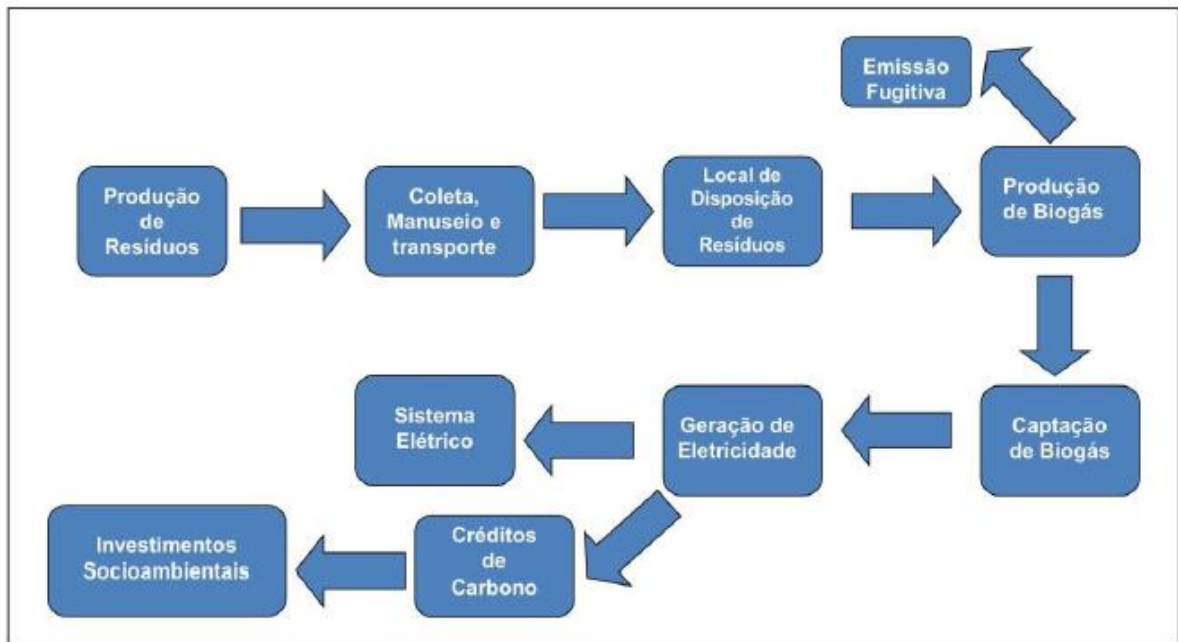 Emissão
Fugitiva
Produção
de
Resíduos
Coleta,
Manuseio e
transporte
Local de
Disposição
de
Resíduos
Produção
de Biogás
Sistema
Elétrico
Geração de
Eletricidade
Captação
de Biogás
Investimentos
Socioambientais
Créditos
de
Carbono